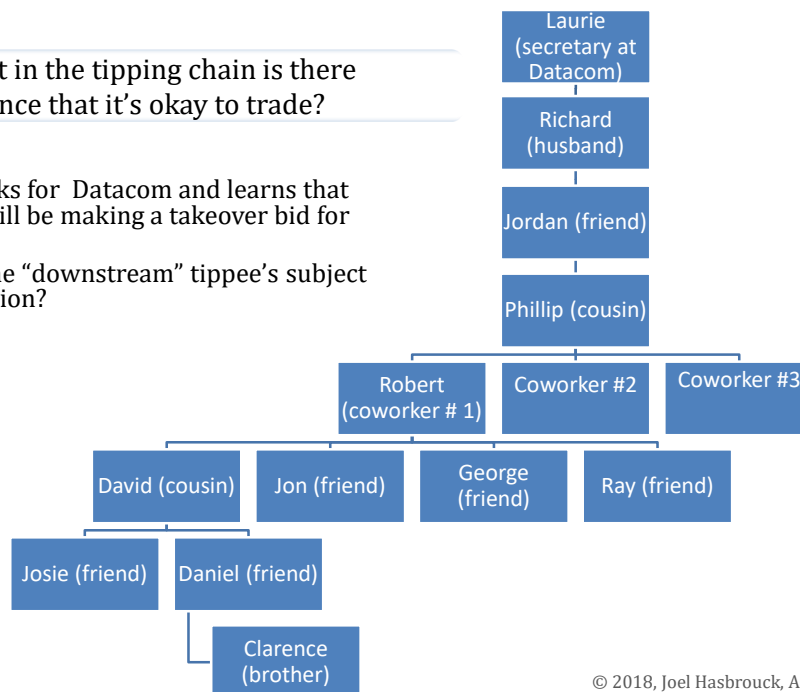 t in the tipping chain is there
nce that it's okay to trade?
ks for Datacom and learns that
ill be making a takeover bid for
ne “downstream” tippee’s subject
ion?
Laurie
(secretary at
Datacom)
Richard
(husband)
Jordan (friend)
Phillip (cousin)
Robert
(coworker # 1)
Coworker #2
Coworker #3
David (cousin)
Jon (friend)
George
(friend)
Ray (friend)
Josie (friend)
Daniel (friend)
Clarence
(brother)
© 2018, Joel Hasbrouck, A